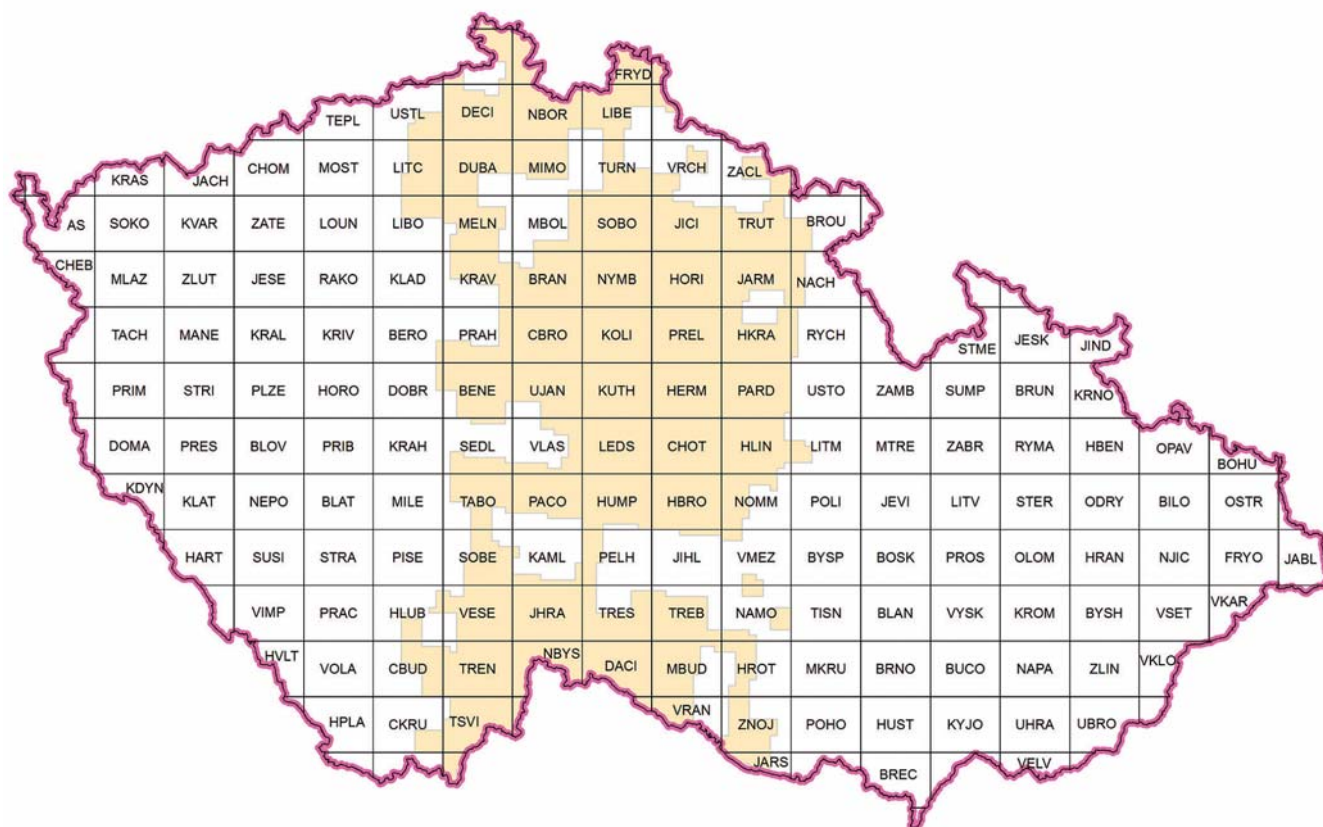 FRYD
TEPL USTL DECI NBOR LIBE
KRAS JACH CHOM MOST LITC DUBA MIMO TURN VRCH ZACL
AS SOKO KVAR ZATE LOUN LIBO MELN MBOL SOBO JICI TRUT BROU
CHEB MLAZ ZLUT JESE RAKO KLAD KRAV BRAN NYMB HORI JARM NACH
TACH MANE KRAL KRIV BERO PRAH CBRO KOLI PREL HKRA RYCH STME JESK JIND
PRIM STRI PLZE HORO DOBR BENE UJAN KUTH HERM PARD USTO ZAMB SUMP BRUN KRNO
DOMA PRES BLOV PRIB KRAH SEDL VLAS LEDS CHOT HLIN LITM MTRE ZABR RYMA HBEN OPAV BOHU
KDYN KLAT NEPO BLAT MILE TABO PACO HUMP HBRO NOMM POLI JEVI LITV STER ODRY BILO OSTR
HART SUSI STRA PISE SOBE KAML PELH JIHL VMEZ BYSP BOSK PROS OLOM HRAN NJIC FRYO JABL
VIMP PRAC HLUB VESE JHRA TRES TREB NAMO TISN BLAN VYSK KROM BYSH VSET VKAR
HVLT VOLA CBUD TREN NBYS DACI MBUD HROT MKRU BRNO BUCO NAPA ZLIN VKLO
HPLA CKRU TSVI VRAN ZNOJ POHO HUST KYJO UHRA UBRO
JARS BREC VELV